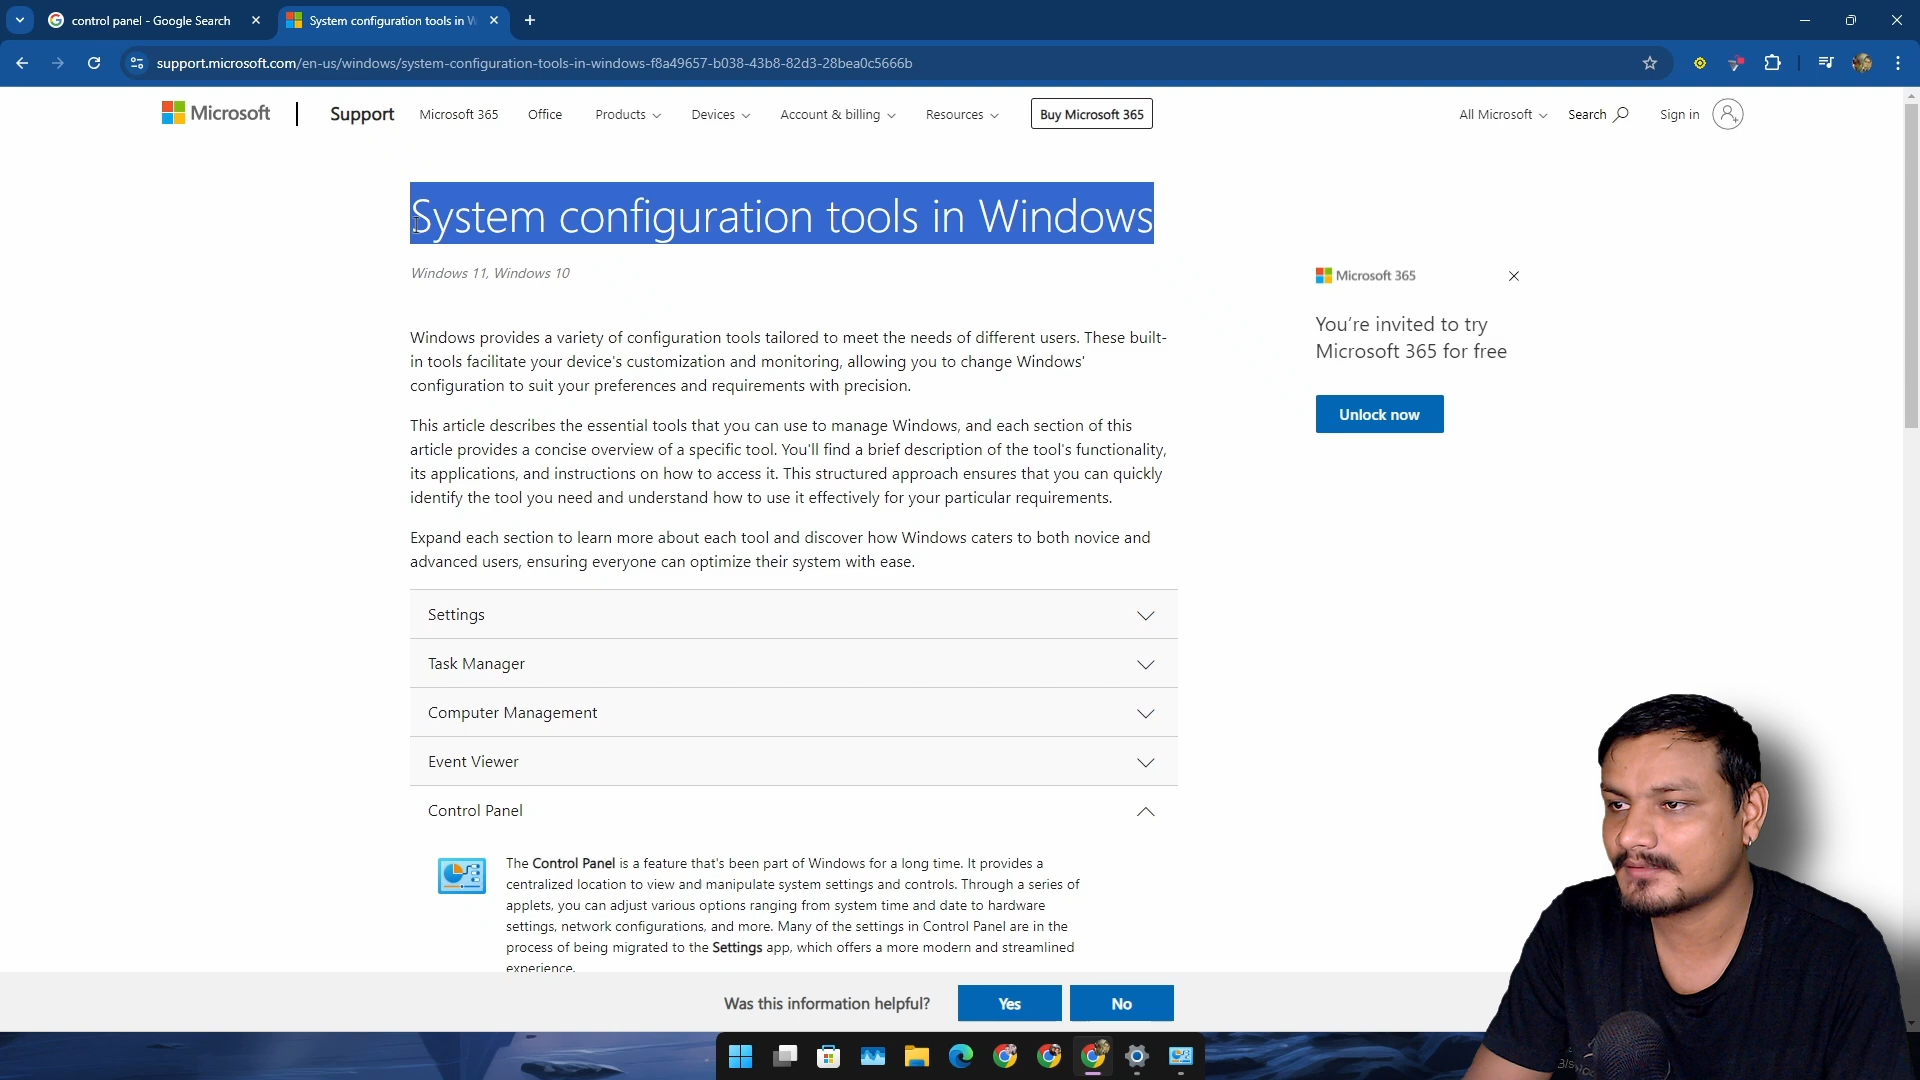 control panel - Google Search
System configuration tools in W
support.microsoft.com/en-us/windows/system-configuration-tools-in-windows-f8a49657-b038-43b8-82d3-28bea0c5666b
Microsoft
Support
Microsoft 365
Office
Products
Devices
Account & billing
Resources
Buy Microsoft 365
All Microsoft
Search
Sign in
System configuration tools in Windows
Windows 11, Windows 10
Windows provides a variety of configuration tools tailored to meet the needs of different users. These built-
in tools facilitate your device's customization and monitoring, allowing you to change Windows'
configuration to suit your preferences and requirements with precision.
This article describes the essential tools that you can use to manage Windows, and each section of this
article provides a concise overview of a specific tool. You'll find a brief description of the tool's functionality,
its applications, and instructions on how to access it. This structured approach ensures that you can quickly
identify the tool you need and understand how to use it effectively for your particular requirements.
Expand each section to learn more about each tool and discover how Windows caters to both novice and
advanced users, ensuring everyone can optimize their system with ease.
Settings
Task Manager
Computer Management
Event Viewer
Control Panel
The Control Panel is a feature that's been part of Windows for a long time. It provides a
centralized location to view and manipulate system settings and controls. Through a series of
applets, you can adjust various options ranging from system time and date to hardware
settings, network configurations, and more. Many of the settings in Control Panel are in the
process of being migrated to the Settings app, which offers a more modern and streamlined
experience.
Microsoft 365
You're invited to try
Microsoft 365 for free
Unlock now
Was this information helpful?
Yes
No